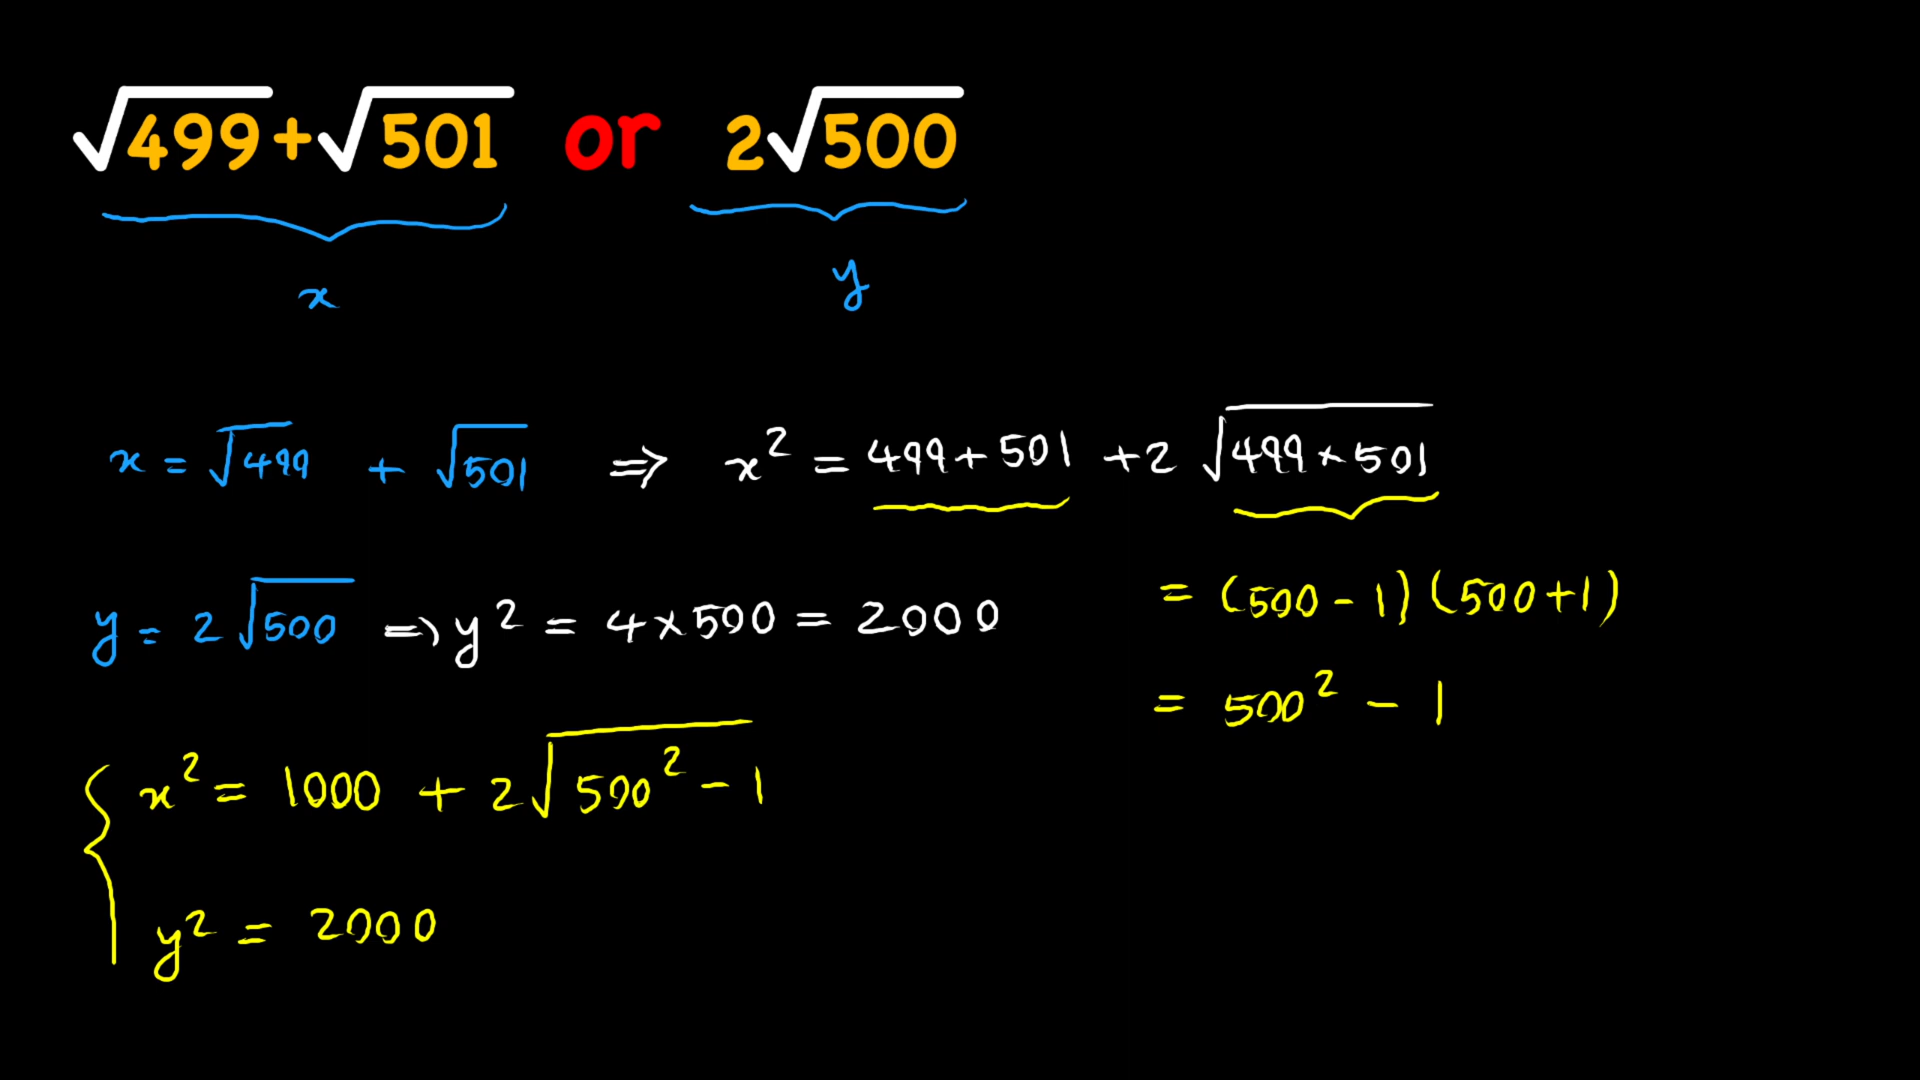 √499+√501 or 2√500
x y
x = √499 + √501 ⇒ x² = 499+501 +2 √499×501
= (500-1)(500+1)
y = 2√500 ⇒ y² = 4×500 = 2000
= 500² - 1
x² = 1000 + 2√500² - 1
y² = 2000